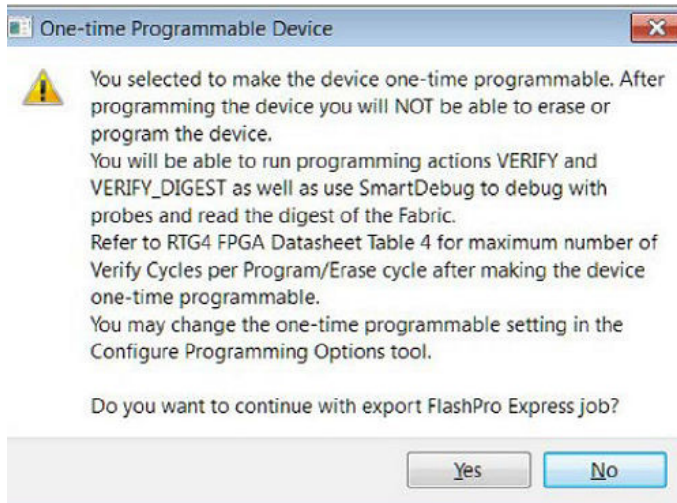 One-time Programmable Device
You selected to make the device one-time programmable. After
programming the device you will NOT be able to erase or
program the device.
You will be able to run programming actions VERIFY and
VERIFY_DIGEST as well as use SmartDebug to debug with
probes and read the digest of the Fabric.
Refer to RTG4 FPGA Datasheet Table 4 for maximum number of
Verify Cycles per Program/Erase cycle after making the device
one-time programmable.
You may change the one-time programmable setting in the
Configure Programming Options tool.
Do you want to continue with export FlashPro Express job?
Yes No